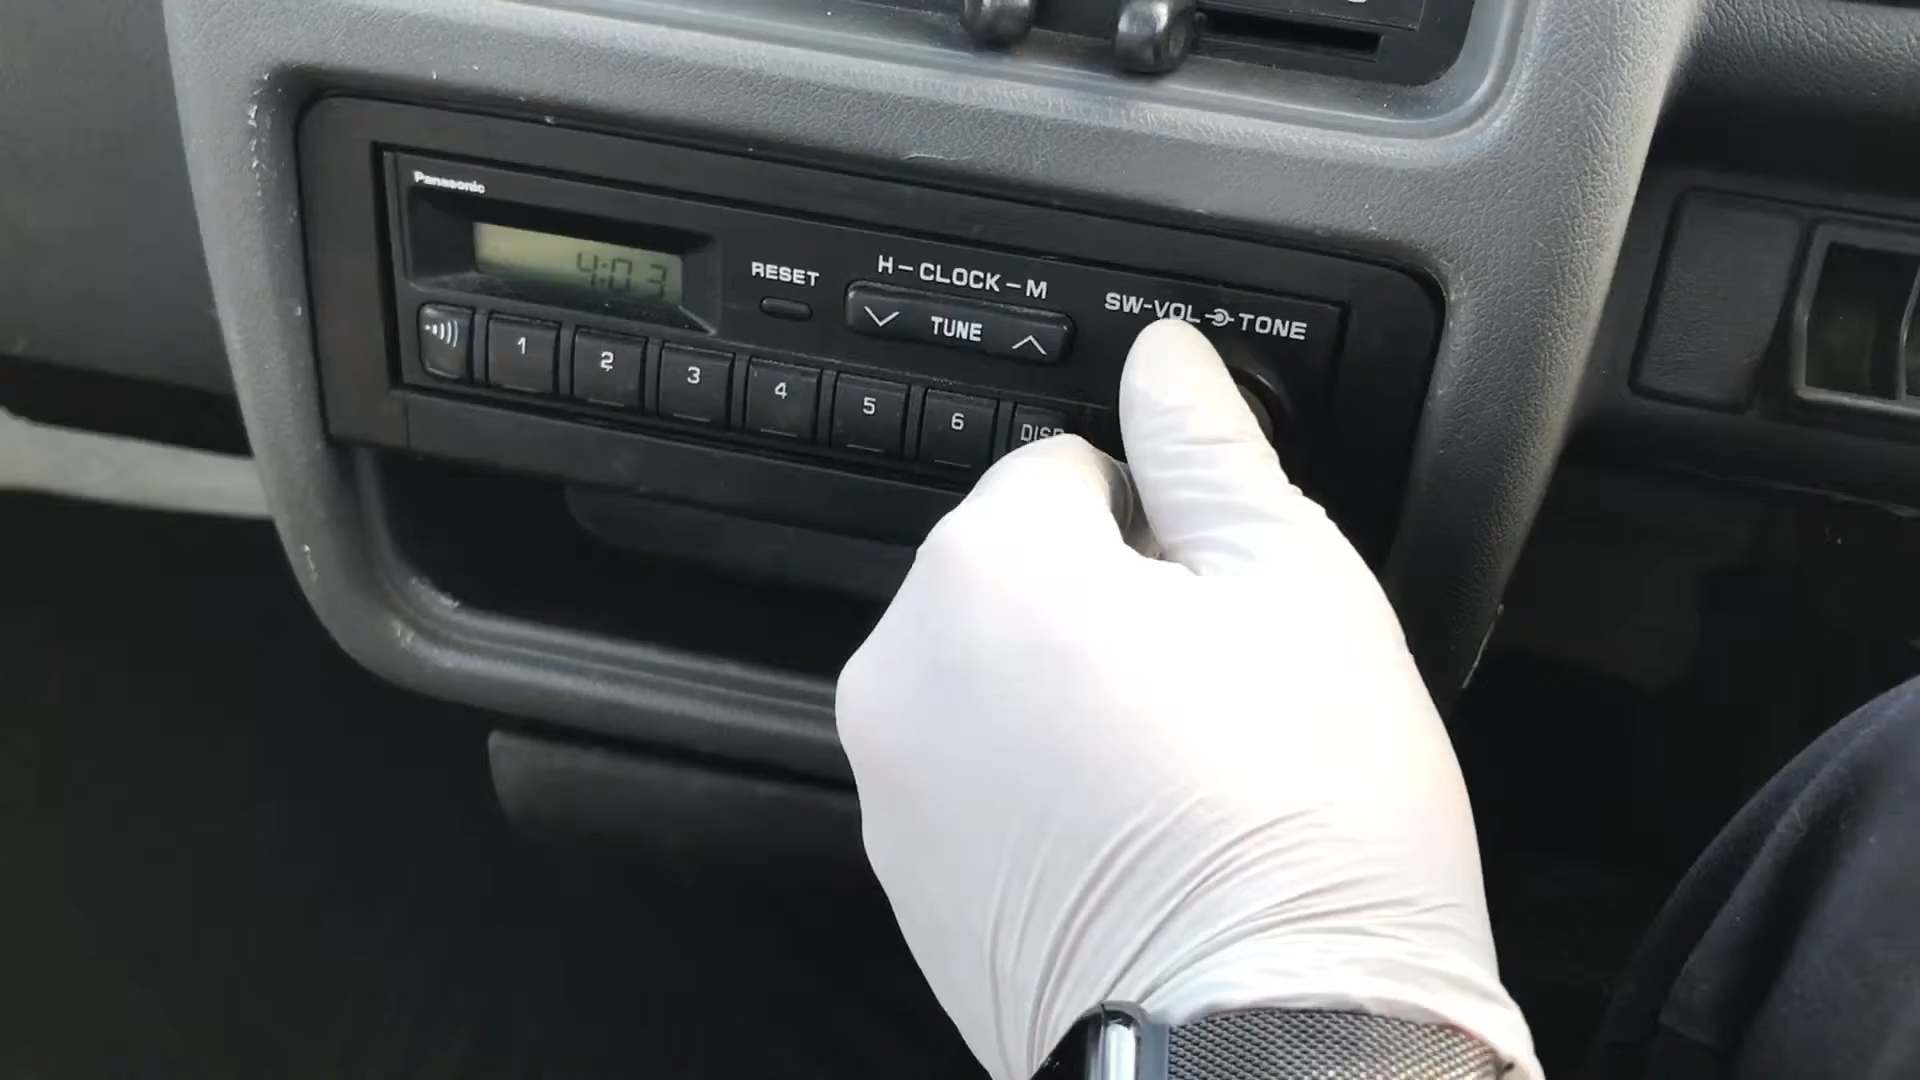 Panasonic
4:03
RESET
H-CLOCK-M
TUNE
SW-VOL TONE
1 2 3 4 5 6 DISP